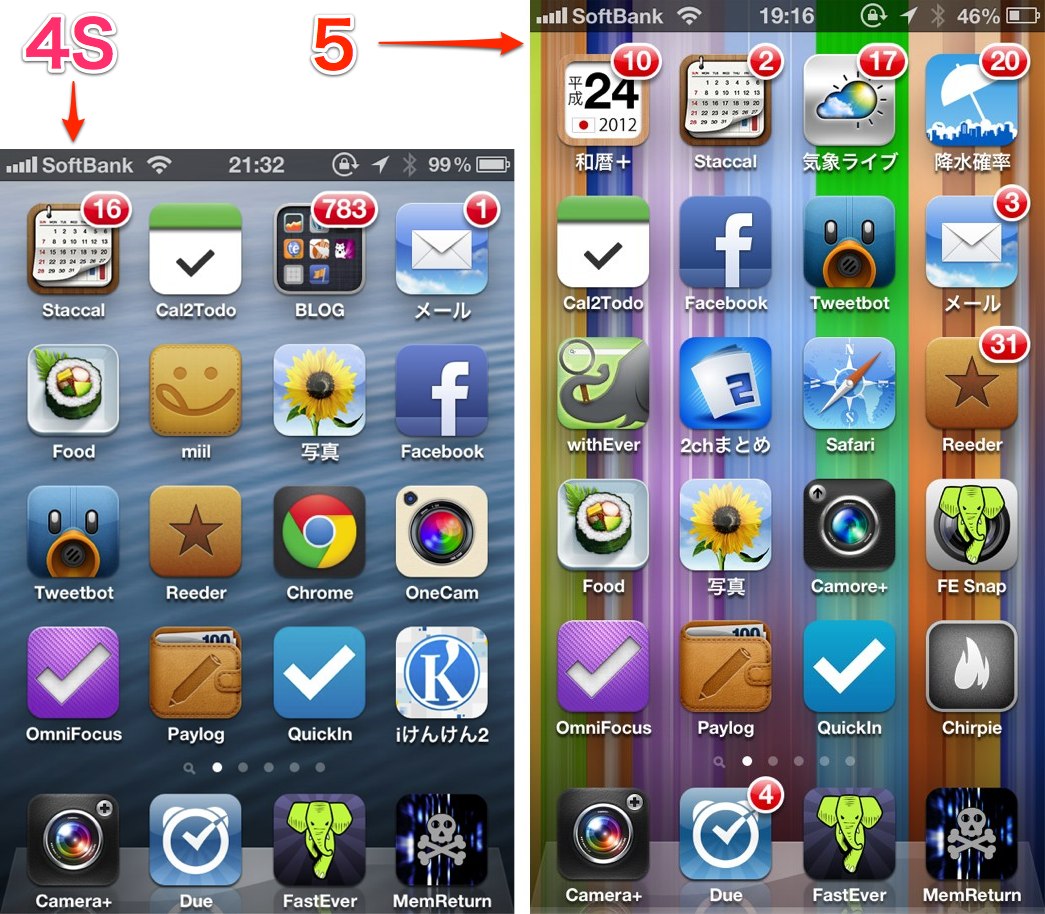 4S
5
SoftBank 21:32 99%
16 783 1
Staccal Cal2Todo BLOG メール
Food miil 写真 Facebook
Tweetbot Reeder Chrome OneCam
100
K
OmniFocus Paylog QuickIn iけんけん2
Camera+ Due FastEver MemReturn
SoftBank 19:16 46%
10 2 17 20
平成 24
2012
和暦+ Staccal 気象ライブ 降水確率
3
Cal2Todo Facebook Tweetbot メール
31
2
withEver 2chまとめ Safari Reeder
Food 写真 Camore+ FE Snap
100
OmniFocus Paylog QuickIn Chirpie
4
Camera+ Due FastEver MemReturn